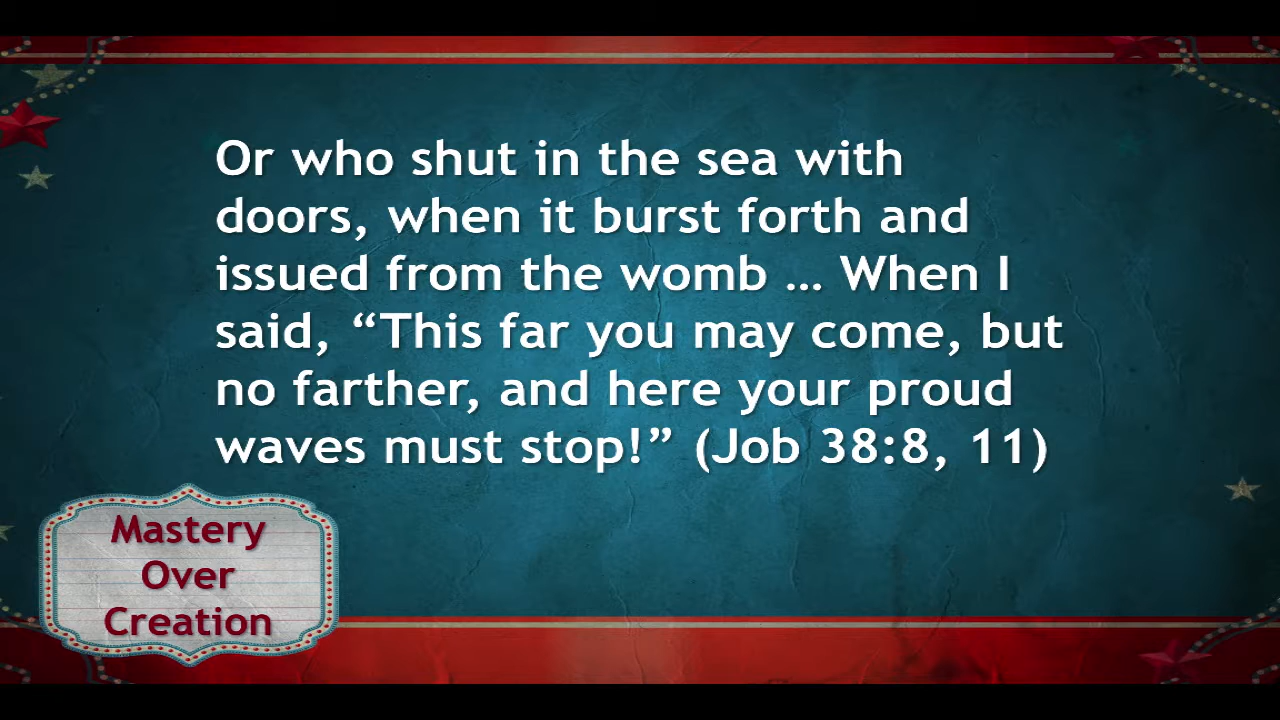 Or who shut in the sea with
doors, when it burst forth and
issued from the womb … When I
said, “This far you may come, but
no farther, and here your proud
waves must stop!” (Job 38:8, 11)
Mastery
Over
Creation